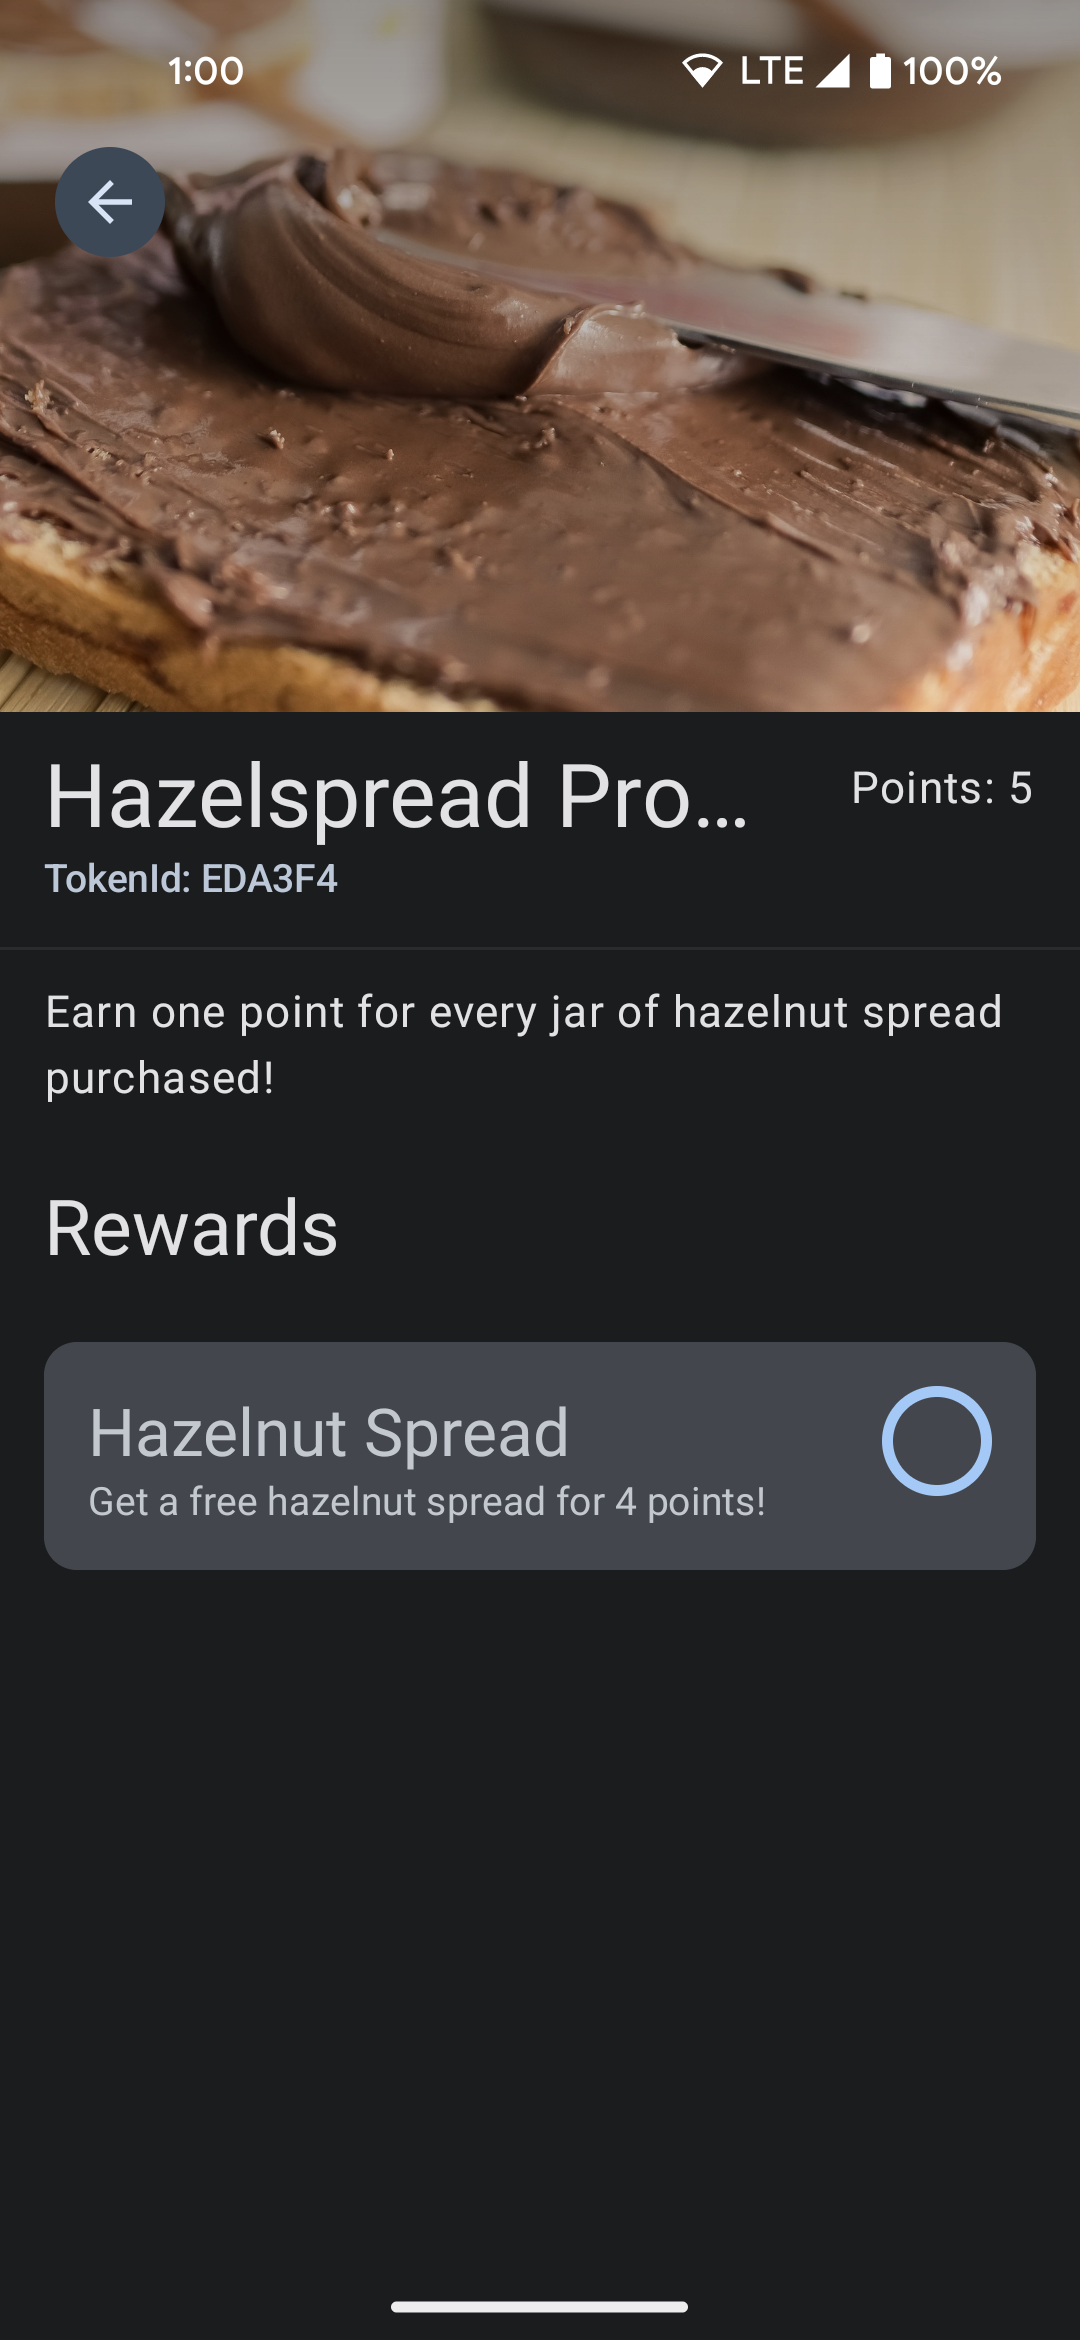 1:00 LTE 100%
Hazelspread Pro... Points: 5
TokenId: EDA3F4
Earn one point for every jar of hazelnut spread
purchased!
Rewards
Hazelnut Spread
Get a free hazelnut spread for 4 points!